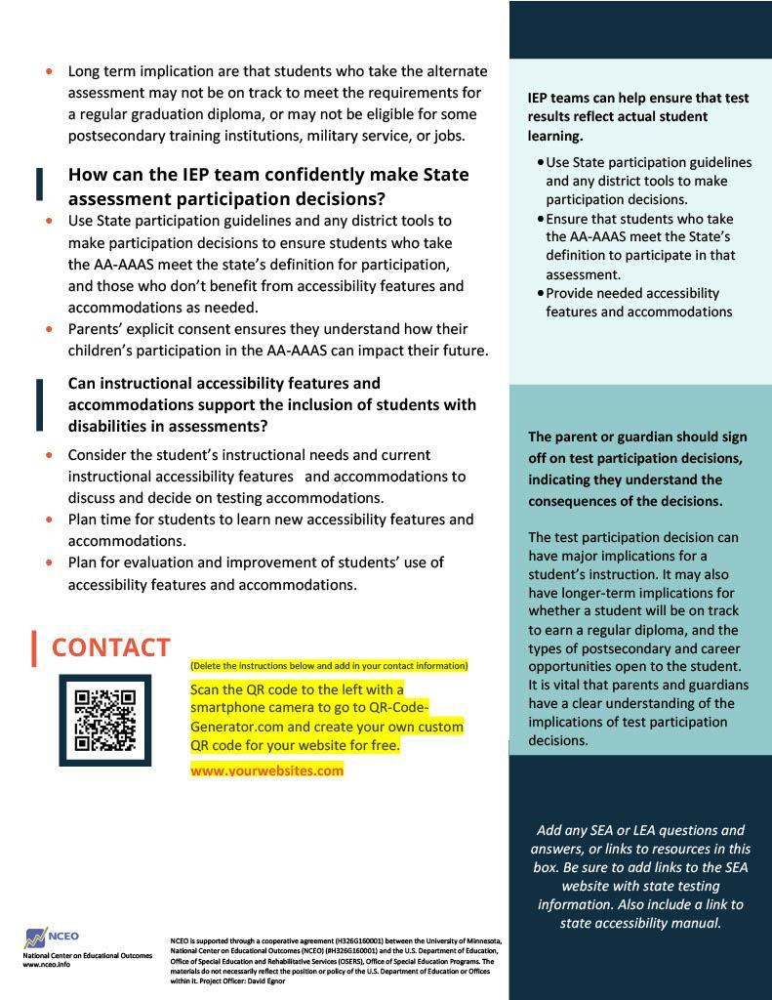 • Long term implication are that students who take the alternate
assessment may not be on track to meet the requirements for
a regular graduation diploma, or may not be eligible for some
postsecondary training institutions, military service, or jobs.
How can the IEP team confidently make State
assessment participation decisions?
• Use State participation guidelines and any district tools to
make participation decisions to ensure students who take
the AA-AAAS meet the state’s definition for participation,
and those who don’t benefit from accessibility features and
accommodations as needed.
• Parents’ explicit consent ensures they understand how their
children’s participation in the AA-AAAS can impact their future.
Can instructional accessibility features and
accommodations support the inclusion of students with
disabilities in assessments?
• Consider the student’s instructional needs and current
instructional accessibility features and accommodations to
discuss and decide on testing accommodations.
• Plan time for students to learn new accessibility features and
accommodations.
• Plan for evaluation and improvement of students’ use of
accessibility features and accommodations.
CONTACT
(Delete the instructions below and add in your contact information)
Scan the QR code to the left with a
smartphone camera to go to QR-Code-
Generator.com and create your own custom
QR code for your website for free.
www.yourwebsites.com
IEP teams can help ensure that test
results reflect actual student
learning.
• Use State participation guidelines
and any district tools to make
participation decisions.
• Ensure that students who take
the AA-AAAS meet the State’s
definition to participate in that
assessment.
• Provide needed accessibility
features and accommodations
The parent or guardian should sign
off on test participation decisions,
indicating they understand the
consequences of the decisions.
The test participation decision can
have major implications for a
student’s instruction. It may also
have longer-term implications for
whether a student will be on track
to earn a regular diploma, and the
types of postsecondary and career
opportunities open to the student.
It is vital that parents and guardians
have a clear understanding of the
implications of test participation
decisions.
Add any SEA or LEA questions and
answers, or links to resources in this
box. Be sure to add links to the SEA
website with state testing
information. Also include a link to
state accessibility manual.
NCEO
National Center on Educational Outcomes
www.nceo.info
NCEO is supported through a cooperative agreement (H326G160001) between the University of Minnesota,
National Center on Educational Outcomes (NCEO) (#H326G160001) and the U.S. Department of Education,
Office of Special Education and Rehabilitative Services (OSERS), Office of Special Education Programs. The
materials do not necessarily reflect the position or policy of the U.S. Department of Education or Offices
within it. Project Officer: David Egnor